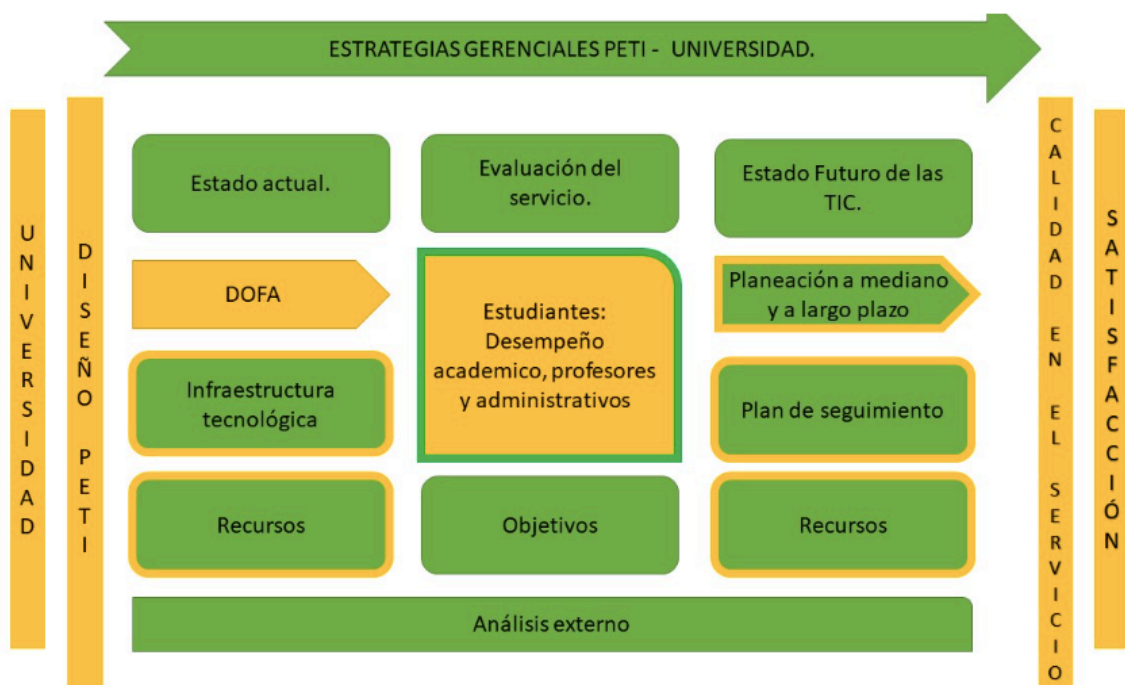 ESTRATEGIAS GERENCIALES PETI - UNIVERSIDAD.
UNIVERSIDAD
DISEÑO PETI
Estado actual.
DOFA
Infraestructura
tecnológica
Recursos
Evaluación del
servicio.
Estudiantes:
Desempeño
academico, profesores
y administrativos
Objetivos
Estado Futuro de las
TIC.
Planeación a mediano
y a largo plazo
Plan de seguimiento
Recursos
Análisis externo
CALIDAD EN EL SERVICIO
SATISFACCIÓN